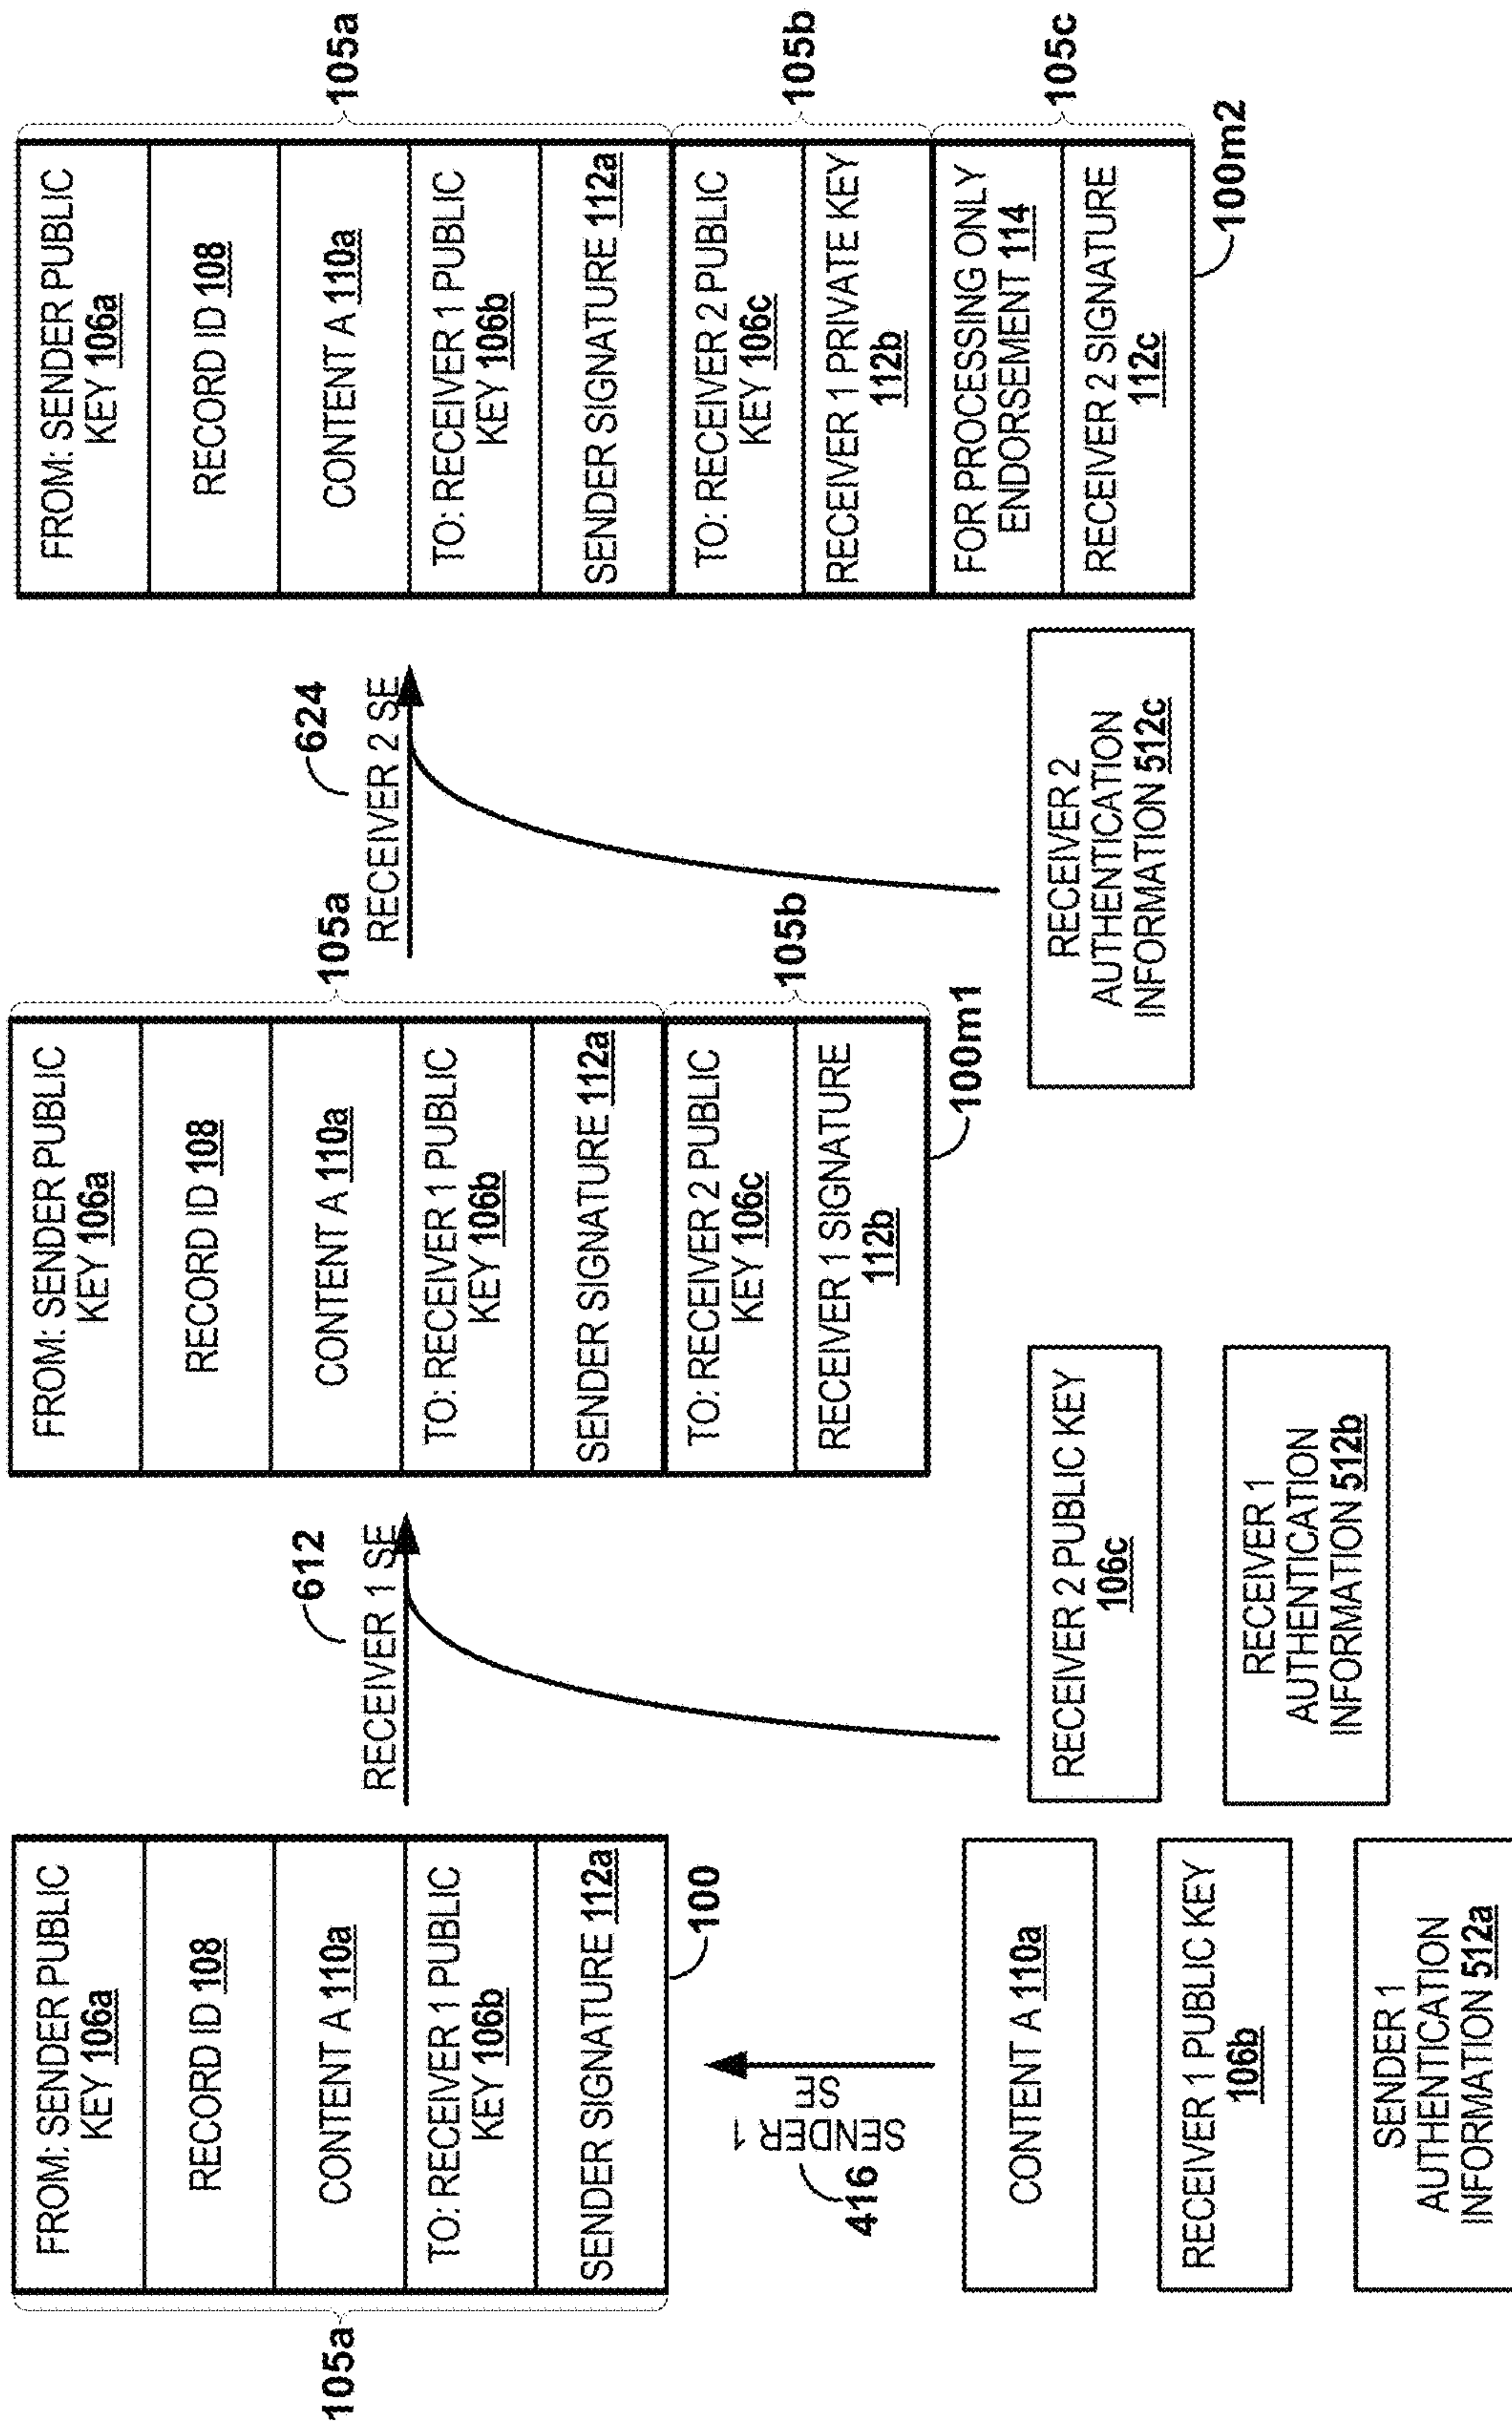 105a
FROM: SENDER PUBLIC
KEY 106a
RECORD ID 108
CONTENT A 110a
TO: RECEIVER 1 PUBLIC
KEY 106b
SENDER SIGNATURE 112a
100
416
SENDER 1
SE
CONTENT A 110a
RECEIVER 1 PUBLIC KEY
106b
SENDER 1
AUTHENTICATION
INFORMATION 512a
612
RECEIVER 1 SE
RECEIVER 2 PUBLIC KEY
106c
RECEIVER 1
AUTHENTICATION
INFORMATION 512b
FROM: SENDER PUBLIC
KEY 106a
RECORD ID 108
CONTENT A 110a
TO: RECEIVER 1 PUBLIC
KEY 106b
SENDER SIGNATURE 112a
TO: RECEIVER 2 PUBLIC
KEY 106c
RECEIVER 1 SIGNATURE
112b
105a
105b
100m1
624
RECEIVER 2 SE
RECEIVER 2
AUTHENTICATION
INFORMATION 512c
FROM: SENDER PUBLIC
KEY 106a
RECORD ID 108
CONTENT A 110a
TO: RECEIVER 1 PUBLIC
KEY 106b
SENDER SIGNATURE 112a
TO: RECEIVER 2 PUBLIC
KEY 106c
RECEIVER 1 PRIVATE KEY
112b
FOR PROCESSING ONLY
ENDORSEMENT 114
RECEIVER 2 SIGNATURE
112c
105a
105b
105c
100m2